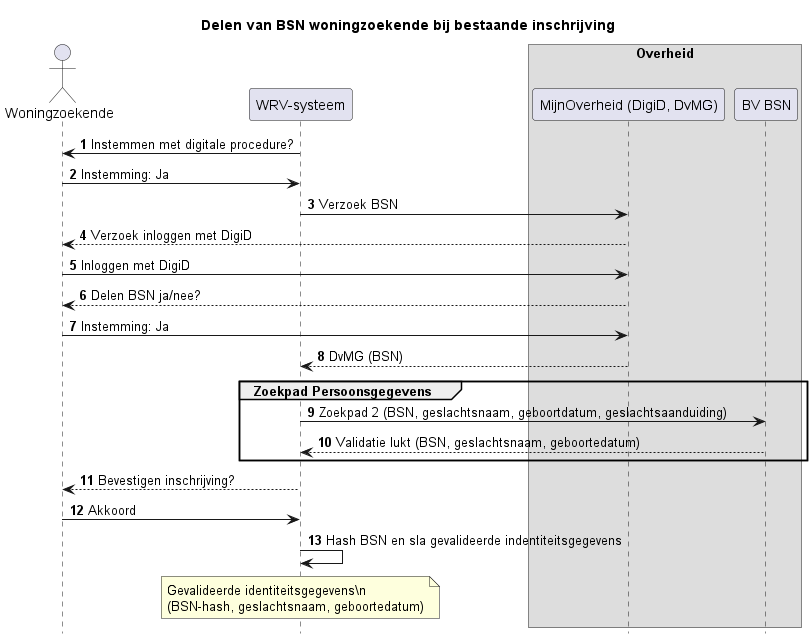 Delen van BSN woningzoekende bij bestaande inschrijving
Overheid
Woningzoekende
WRV-systeem
MijnOverheid (DigiD, DvMG)
BV BSN
1 Instemmen met digitale procedure?
2 Instemming: Ja
3 Verzoek BSN
4 Verzoek inloggen met DigiD
5 Inloggen met DigiD
6 Delen BSN ja/nee?
7 Instemming: Ja
8 DvMG (BSN)
Zoekpad Persoonsgegevens
9 Zoekpad 2 (BSN, geslachtsnaam, geboortdatum, geslachtsaanduiding)
10 Validatie lukt (BSN, geslachtsnaam, geboortedatum)
11 Bevestigen inschrijving?
12 Akkoord
13 Hash BSN en sla gevalideerde indentiteitsgegevens
Gevalideerde identiteitsgegevens\n
(BSN-hash, geslachtsnaam, geboortedatum)